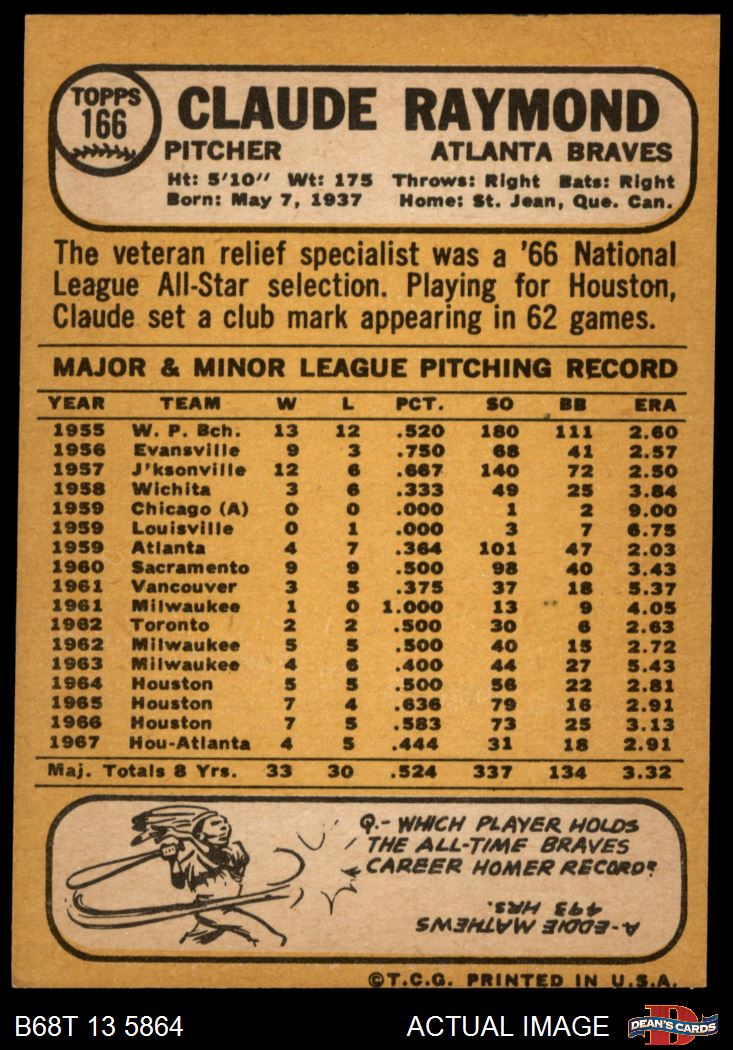 TOPPS
166
CLAUDE RAYMOND
PITCHER ATLANTA BRAVES
Ht: 5'10" Wt: 175 Throws: Right Bats: Right
Born: May 7, 1937 Home: St. Jean, Que. Can.
The veteran relief specialist was a '66 National
League All-Star selection. Playing for Houston,
Claude set a club mark appearing in 62 games.
MAJOR & MINOR LEAGUE PITCHING RECORD
YEAR TEAM W L PCT. SO BB ERA
1955 W. P. Bch. 13 12 .520 180 111 2.60
1956 Evansville 9 3 .750 68 41 2.57
1957 J'ksonville 12 6 .667 140 72 2.50
1958 Wichita 3 6 .333 49 25 3.84
1959 Chicago (A) 0 0 .000 1 2 9.00
1959 Louisville 0 1 .000 3 7 6.75
1959 Atlanta 4 7 .364 101 47 2.03
1960 Sacramento 9 9 .500 98 40 3.43
1961 Vancouver 3 5 .375 37 18 5.37
1961 Milwaukee 1 0 1.000 13 9 4.05
1962 Toronto 2 2 .500 30 6 2.63
1962 Milwaukee 5 5 .500 40 15 2.72
1963 Milwaukee 4 6 .400 44 27 5.43
1964 Houston 5 5 .500 56 22 2.81
1965 Houston 7 4 .636 79 16 2.91
1966 Houston 7 5 .583 73 25 3.13
1967 Hou-Atlanta 4 5 .444 31 18 2.91
Maj. Totals 8 Yrs. 33 30 .524 337 134 3.32
Q.- WHICH PLAYER HOLDS
THE ALL-TIME BRAVES
CAREER HOMER RECORD?
A-EDDIE MATHEWS
493 HRS.
©T.C.G. PRINTED IN U.S.A.
B68T 13 5864 ACTUAL IMAGE
D
DEAN'S CARDS